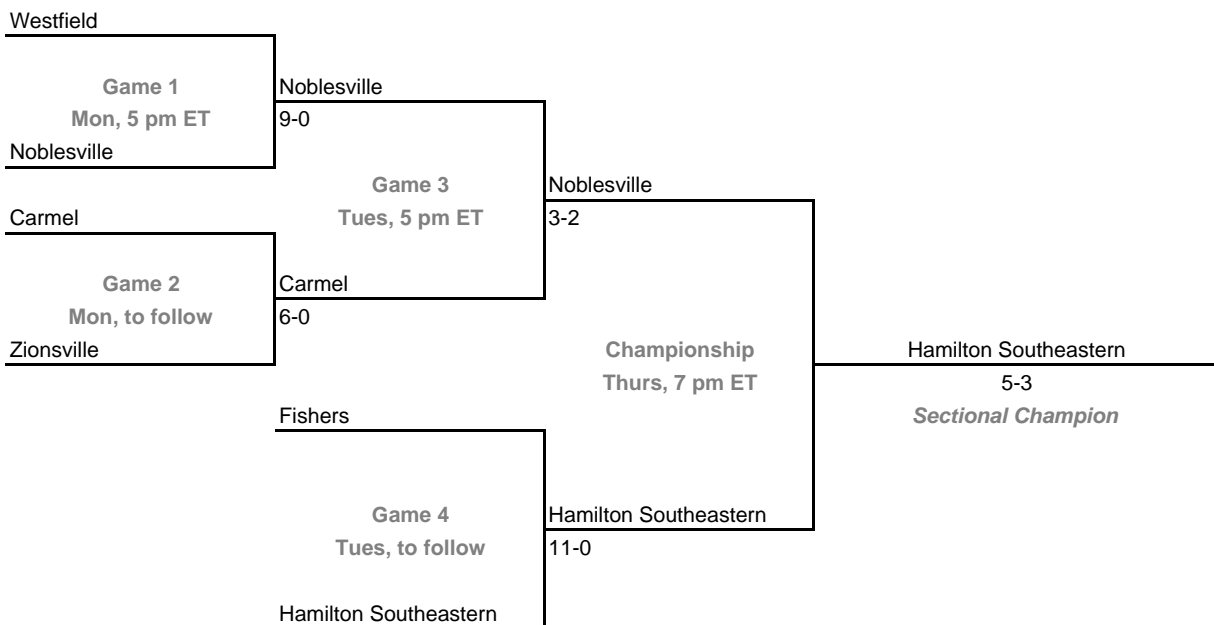 Westfield
Game 1
Mon, 5 pm ET
Noblesville
Noblesville
9-0
Carmel
Game 2
Mon, to follow
Zionsville
Carmel
6-0
Game 3
Tues, 5 pm ET
Noblesville
3-2
Fishers
Game 4
Tues, to follow
Hamilton Southeastern
Hamilton Southeastern
11-0
Championship
Thurs, 7 pm ET
Hamilton Southeastern
5-3
Sectional Champion